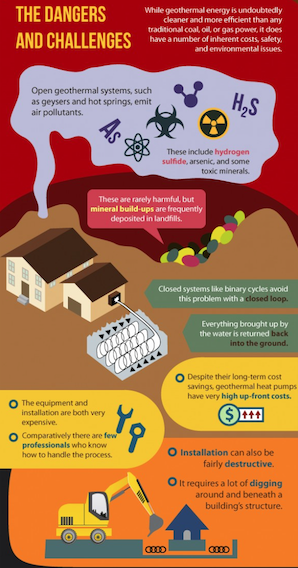 THE DANGERS
AND CHALLENGES
While geothermal energy is undoubtedly
cleaner and more efficient than any
traditional coal, oil, or gas power, it does
have a number of inherent costs, safety,
and environmental issues.
Open geothermal systems, such
as geysers and hot springs, emit
air pollutants.
H₂S
As
These include hydrogen
sulfide, arsenic, and some
toxic minerals.
These are rarely harmful, but
mineral build-ups are frequently
deposited in landfills.
Closed systems like binary cycles avoid
this problem with a closed loop.
Everything brought up by
the water is returned back
into the ground.
Despite their long-term cost
savings, geothermal heat pumps
have very high up-front costs.
$
The equipment and
installation are both very
expensive.
Comparatively there are few
professionals who know
how to handle the process.
Installation can also be
fairly destructive.
It requires a lot of digging
around and beneath a
building's structure.